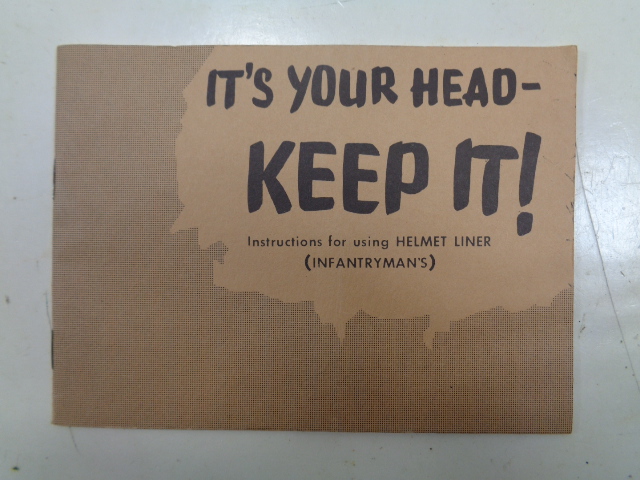 IT'S YOUR HEAD-
KEEP IT!
Instructions for using HELMET LINER
(INFANTRYMAN'S)